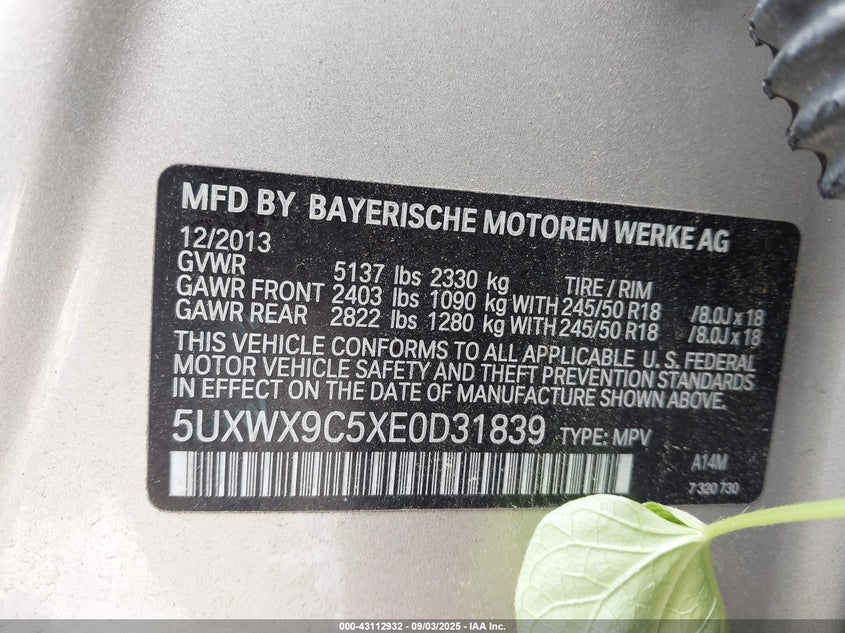 MFD BY BAYERISCHE MOTOREN WERKE AG
12/2013
GVWR 5137 lbs 2330 kg TIRE / RIM
GAWR FRONT 2403 lbs 1090 kg WITH 245/50 R18 /8.0J x 18
GAWR REAR 2822 lbs 1280 kg WITH 245/50 R18 /8.0J x 18
THIS VEHICLE CONFORMS TO ALL APPLICABLE U.S. FEDERAL
MOTOR VEHICLE SAFETY AND THEFT PREVENTION STANDARDS
IN EFFECT ON THE DATE OF MANUFACTURE SHOWN ABOVE.
5UXWX9C5XE0D31839 TYPE: MPV
A14M
7 320 730
000-43112932 - 09/03/2025 - IAA Inc.